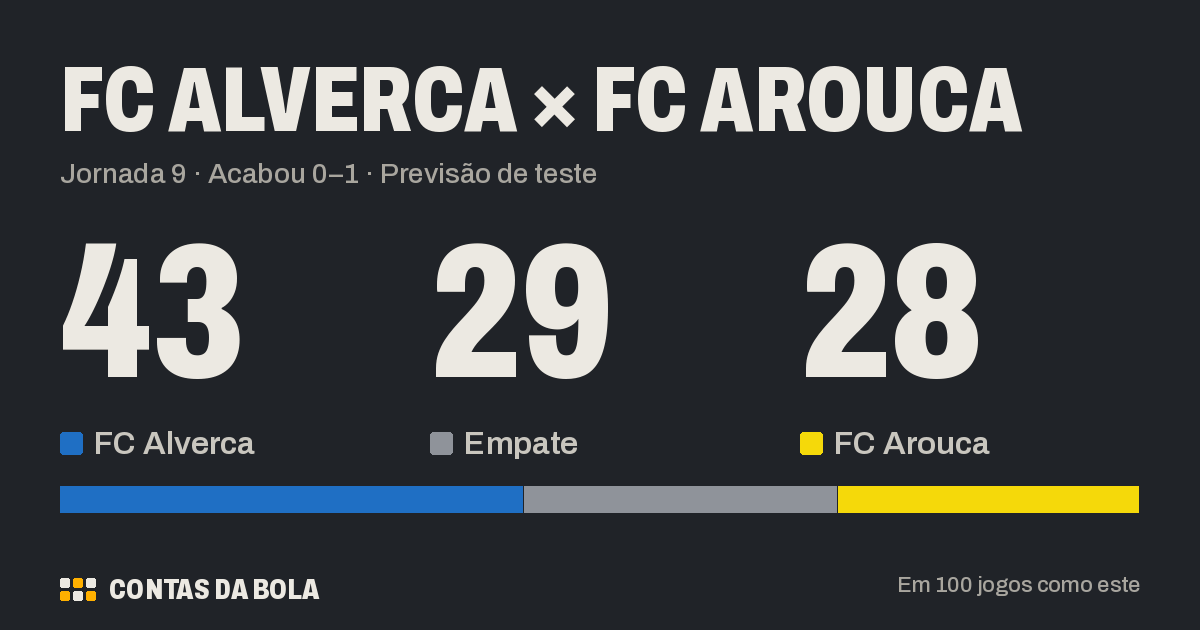 FC ALVERCA × FC AROUCA
Jornada 9 · Acabou 0–1 · Previsão de teste
43 29 28
FC Alverca Empate FC Arouca
CONTAS DA BOLA Em 100 jogos como este